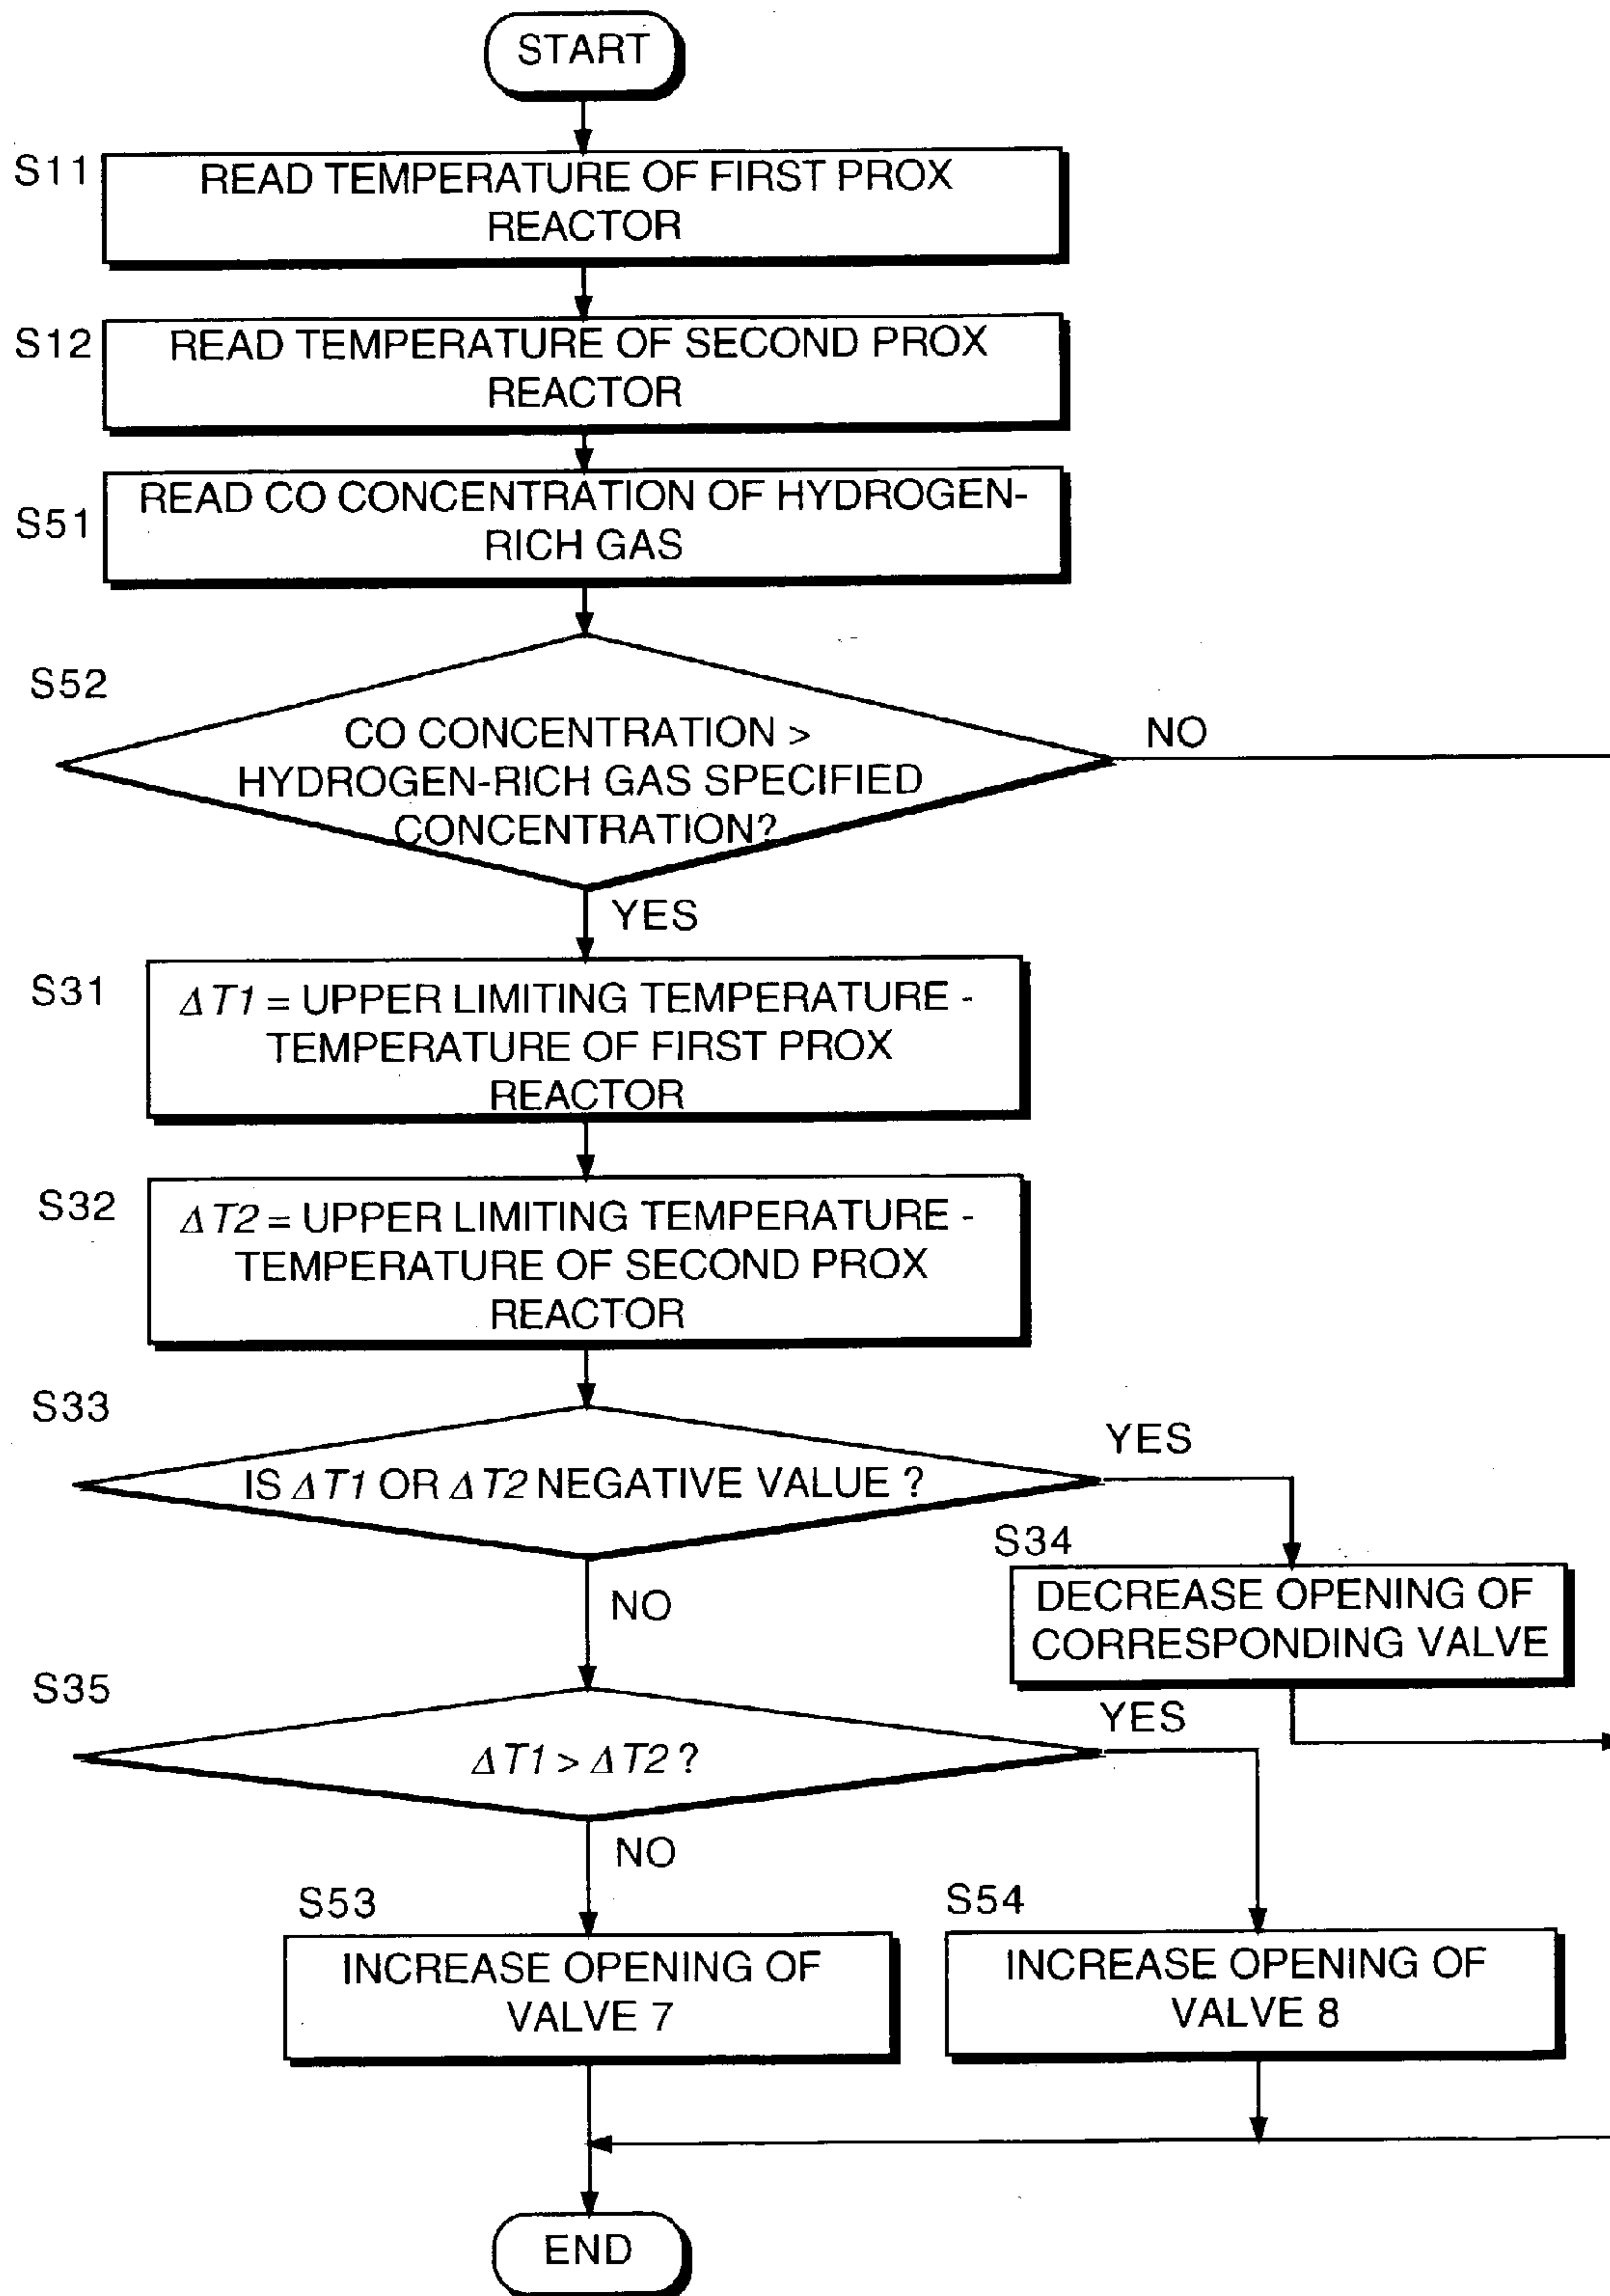 START
S11
READ TEMPERATURE OF FIRST PROX
REACTOR
S12
READ TEMPERATURE OF SECOND PROX
REACTOR
S51
READ CO CONCENTRATION OF HYDROGEN-
RICH GAS
S52
CO CONCENTRATION >
HYDROGEN-RICH GAS SPECIFIED
CONCENTRATION?
NO
YES
S31
ΔT1 = UPPER LIMITING TEMPERATURE -
TEMPERATURE OF FIRST PROX
REACTOR
S32
ΔT2 = UPPER LIMITING TEMPERATURE -
TEMPERATURE OF SECOND PROX
REACTOR
S33
IS ΔT1 OR ΔT2 NEGATIVE VALUE ?
YES
NO
S34
DECREASE OPENING OF
CORRESPONDING VALVE
S35
ΔT1 > ΔT2 ?
YES
NO
S53
INCREASE OPENING OF
VALVE 7
S54
INCREASE OPENING OF
VALVE 8
END